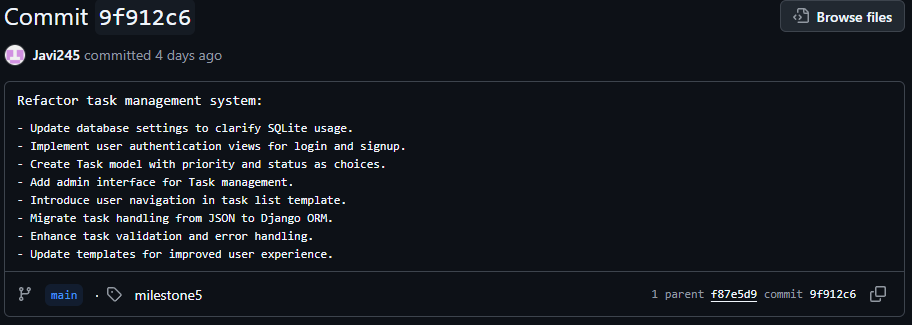 Commit 9f912c6
Browse files
Javi245 committed 4 days ago
Refactor task management system:
- Update database settings to clarify SQLite usage.
- Implement user authentication views for login and signup.
- Create Task model with priority and status as choices.
- Add admin interface for Task management.
- Introduce user navigation in task list template.
- Migrate task handling from JSON to Django ORM.
- Enhance task validation and error handling.
- Update templates for improved user experience.
main · milestone5
1 parent f87e5d9 commit 9f912c6